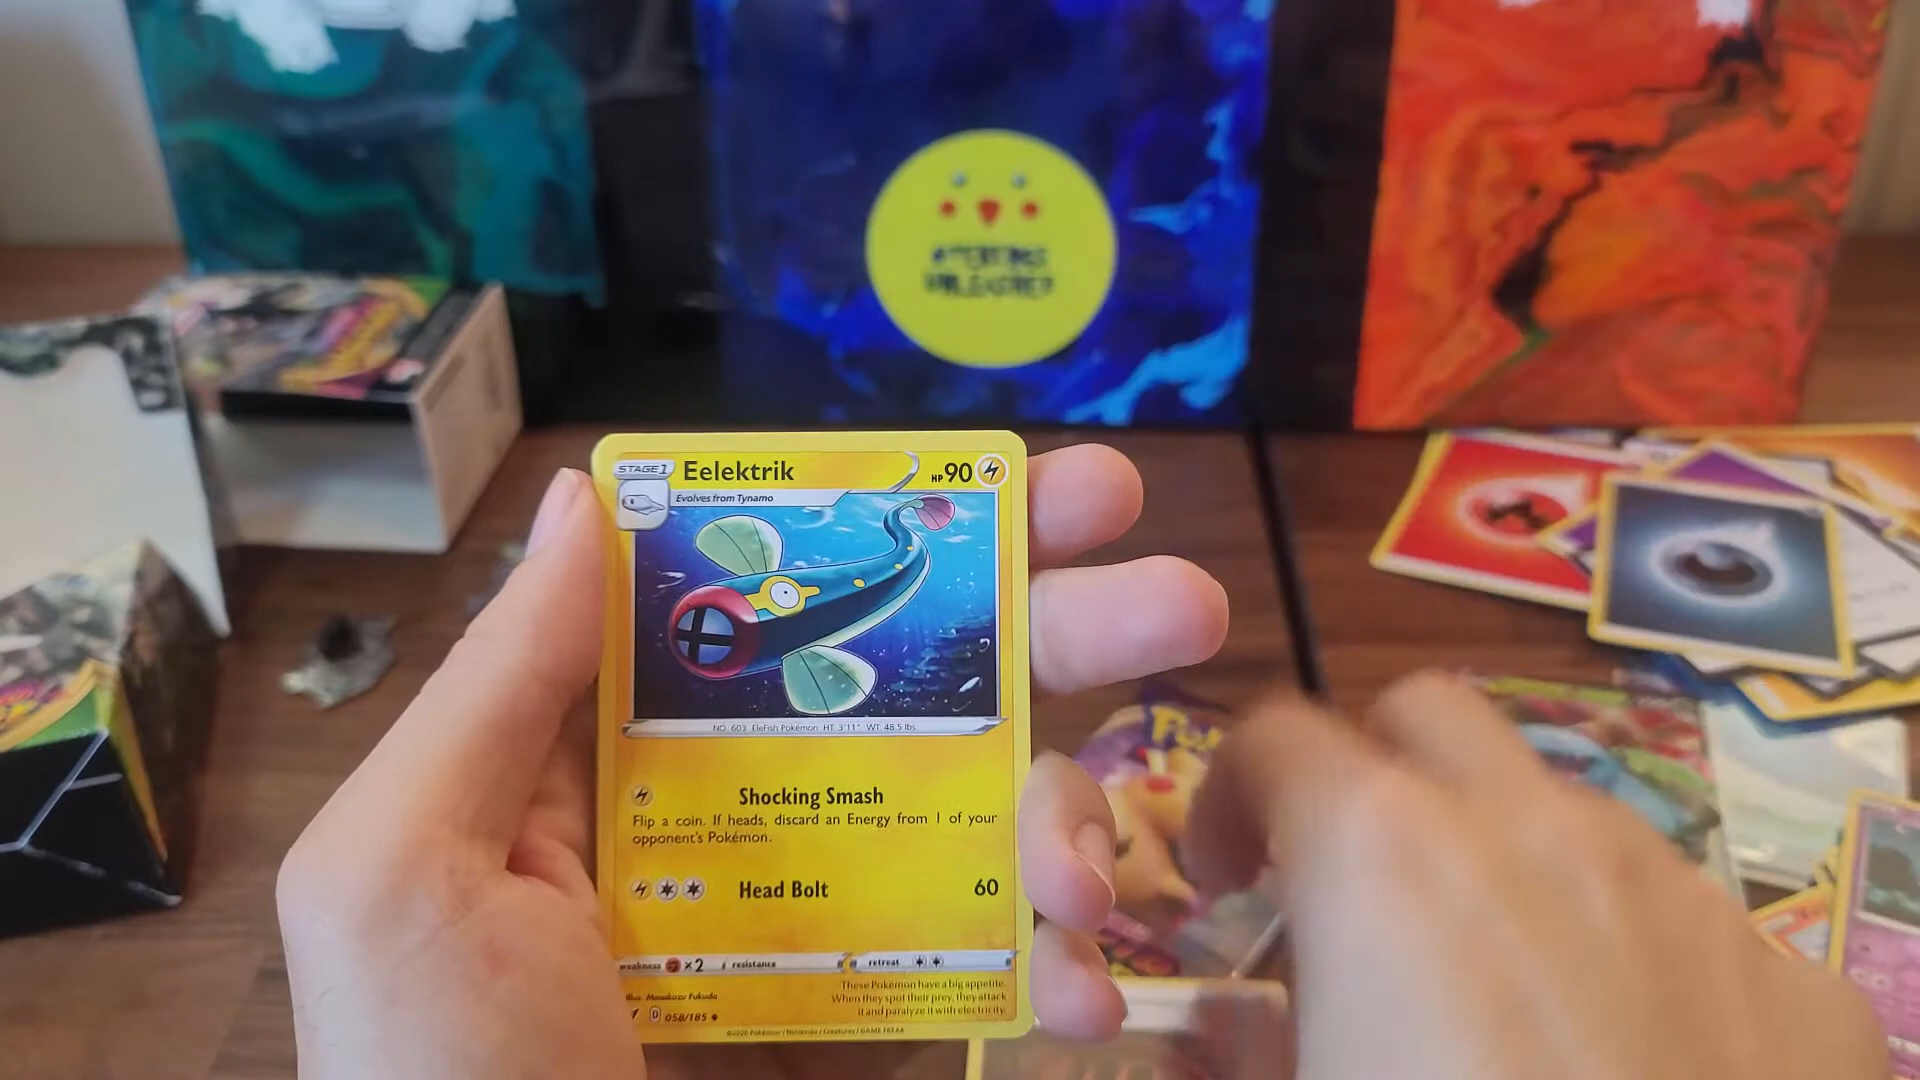 STAGE 1
Eelektrik
HP 90
Evolves from Tynamo
NO. 603 EleFish Pokémon HT: 3'11" WT: 48.5 lbs
Shocking Smash
Flip a coin. If heads, discard an Energy from 1 of your
opponent's Pokémon.
Head Bolt 60
weakness ×2 resistance retreat
Illus. Masakazu Fukuda
These Pokémon have a big appetite.
When they spot their prey, they attack
it and paralyze it with electricity.
D 058/185
©2020 Pokémon / Nintendo / Creatures / GAME FREAK